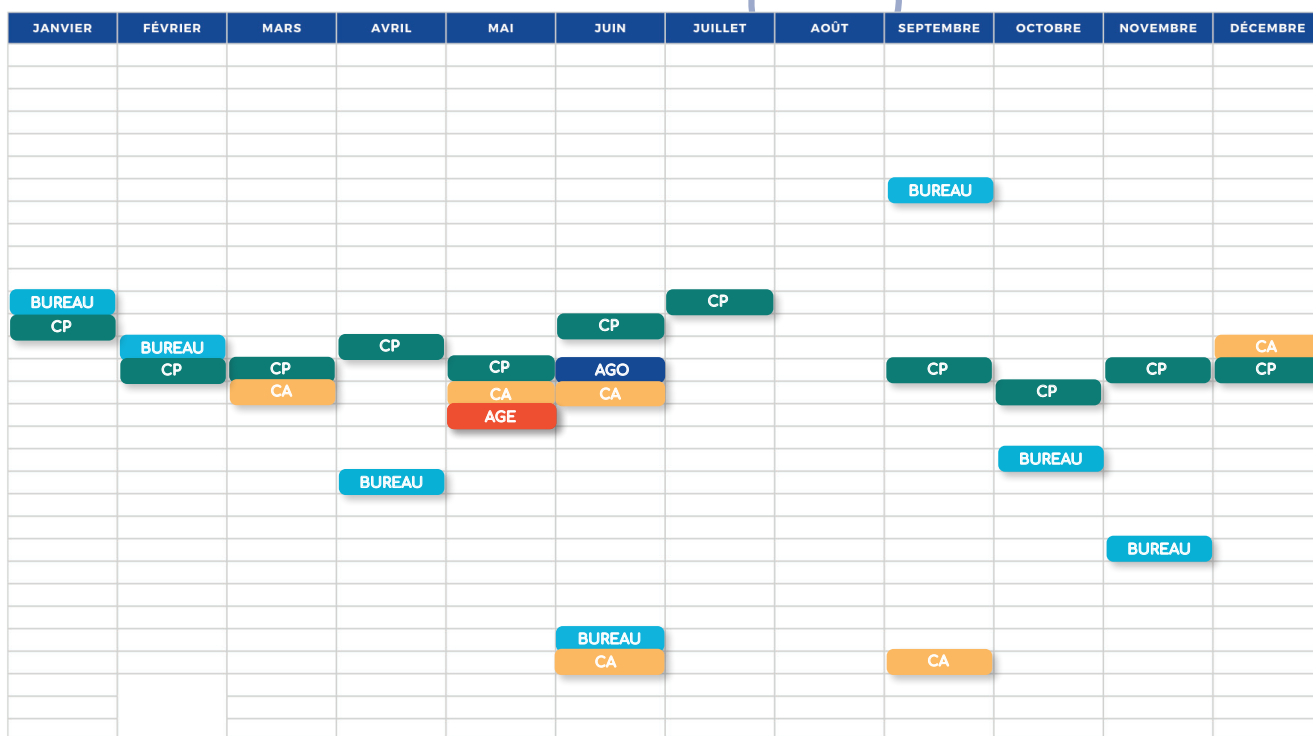 JANVIER FÉVRIER MARS AVRIL MAI JUIN JUILLET AOÛT SEPTEMBRE OCTOBRE NOVEMBRE DÉCEMBRE
BUREAU
BUREAU CP
CP CP
BUREAU CP CA
CP CP CP AGO CP CP CP
CA CA CA CP
AGE
BUREAU
BUREAU
BUREAU
BUREAU
CA CA